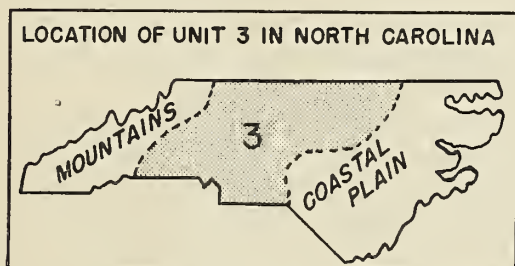 LOCATION OF UNIT 3 IN NORTH CAROLINA
MOUNTAINS
3
COASTAL
PLAIN